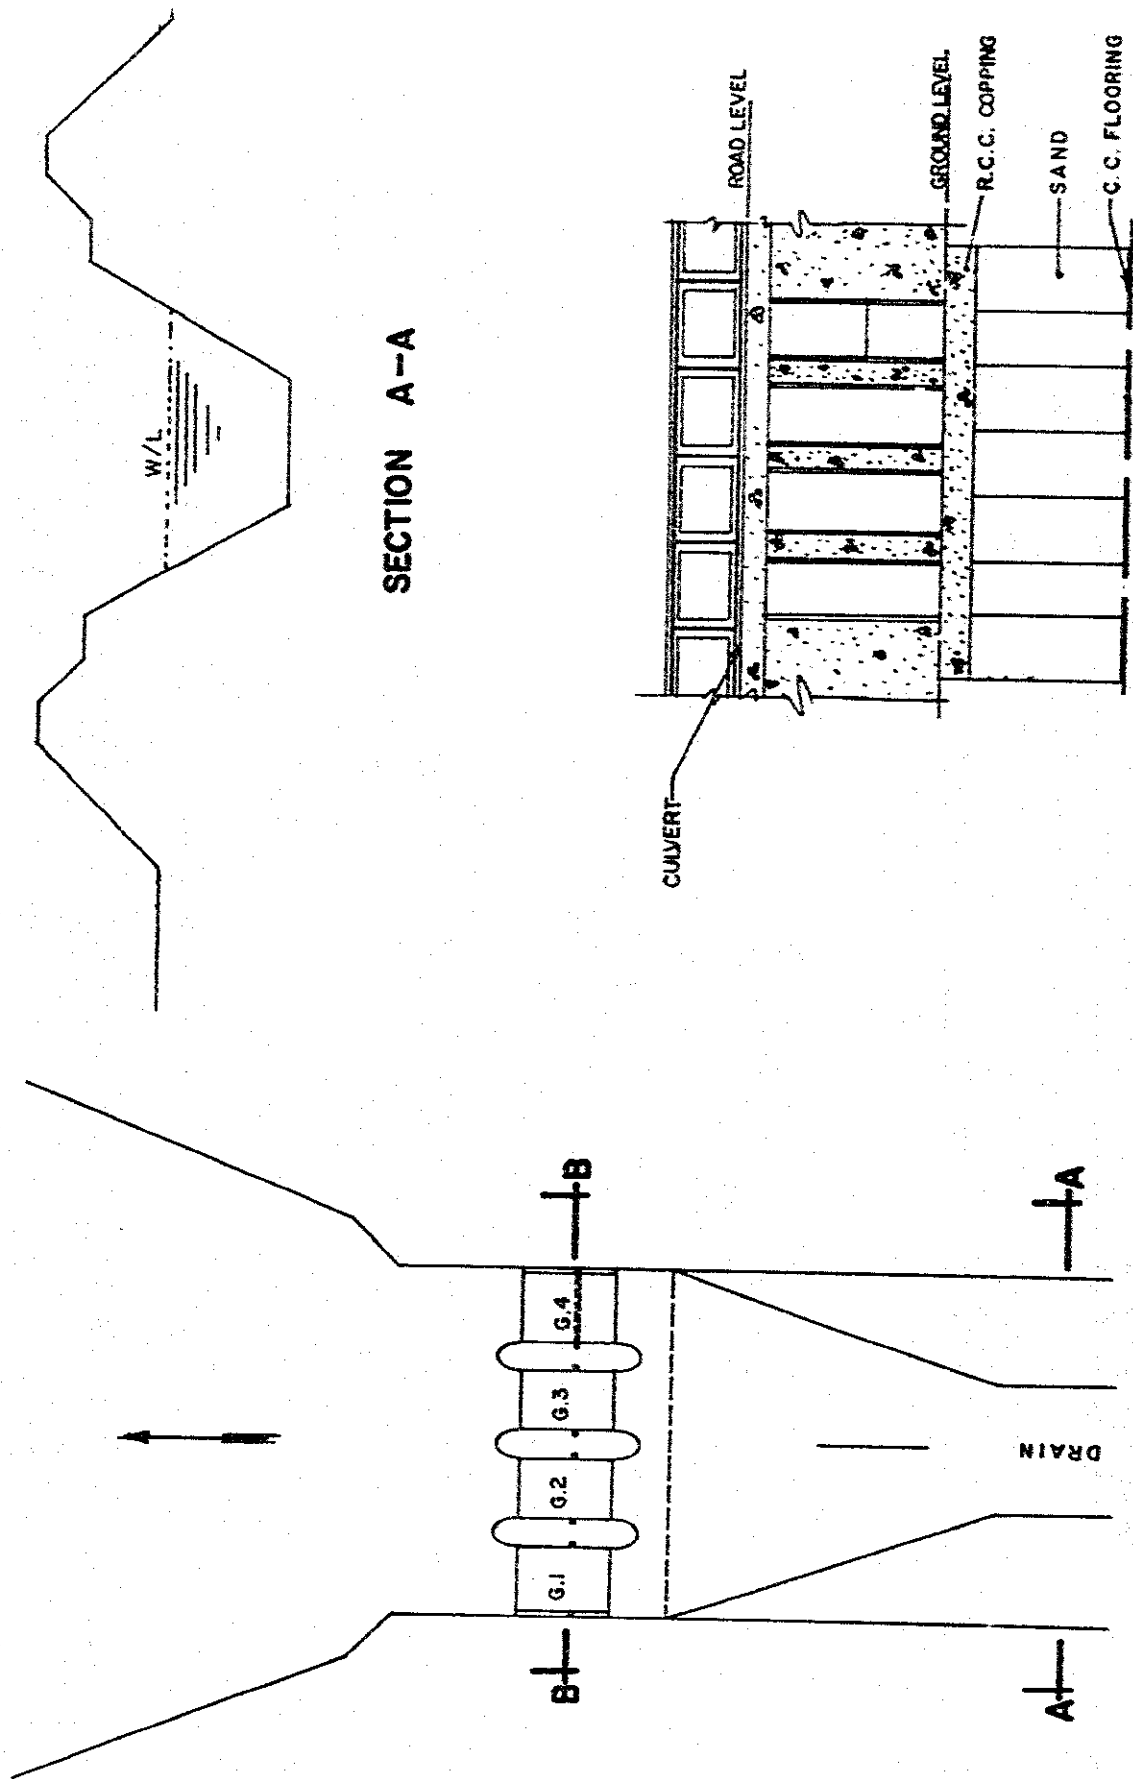 W/L
SECTION A-A
CULVERT
ROAD LEVEL
GROUND LEVEL
R.C.C. COPPING
SAND
C.C. FLOORING
B
B
G.1
G.2
G.3
G.4
DRAIN
A
A